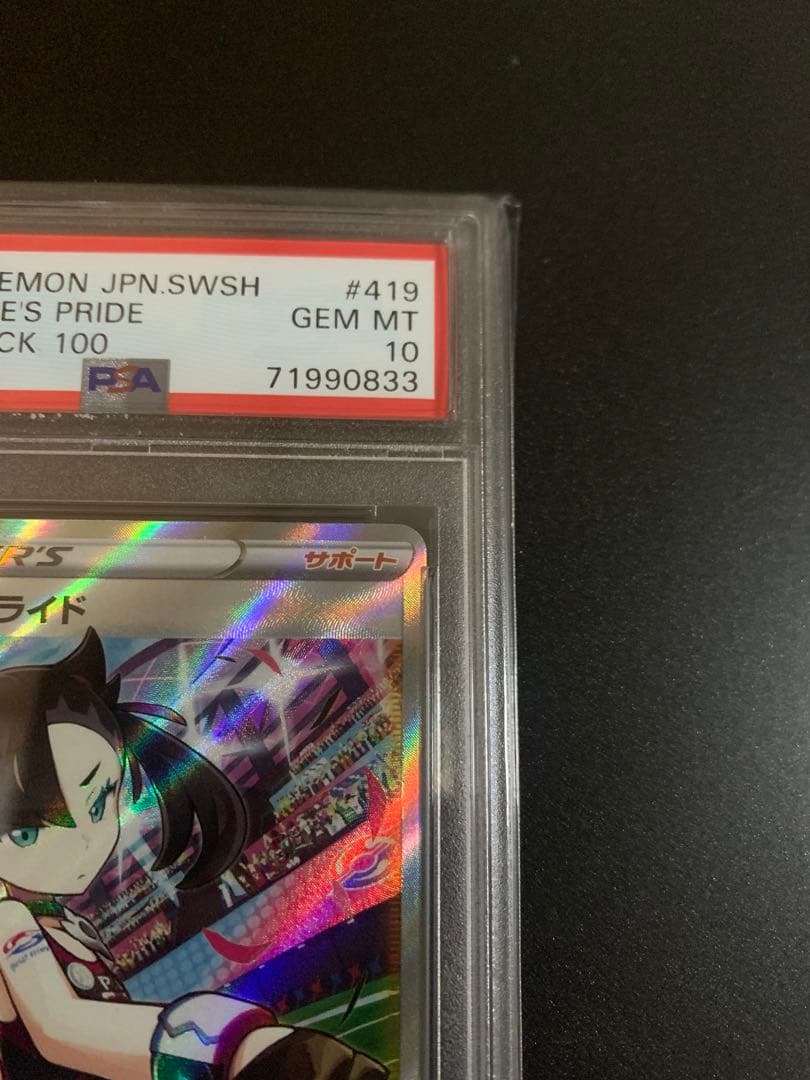 EMON JPN.SWSH #419
E'S PRIDE GEM MT
CK 100 10
PSA 71990833
R'S サポート
ライド